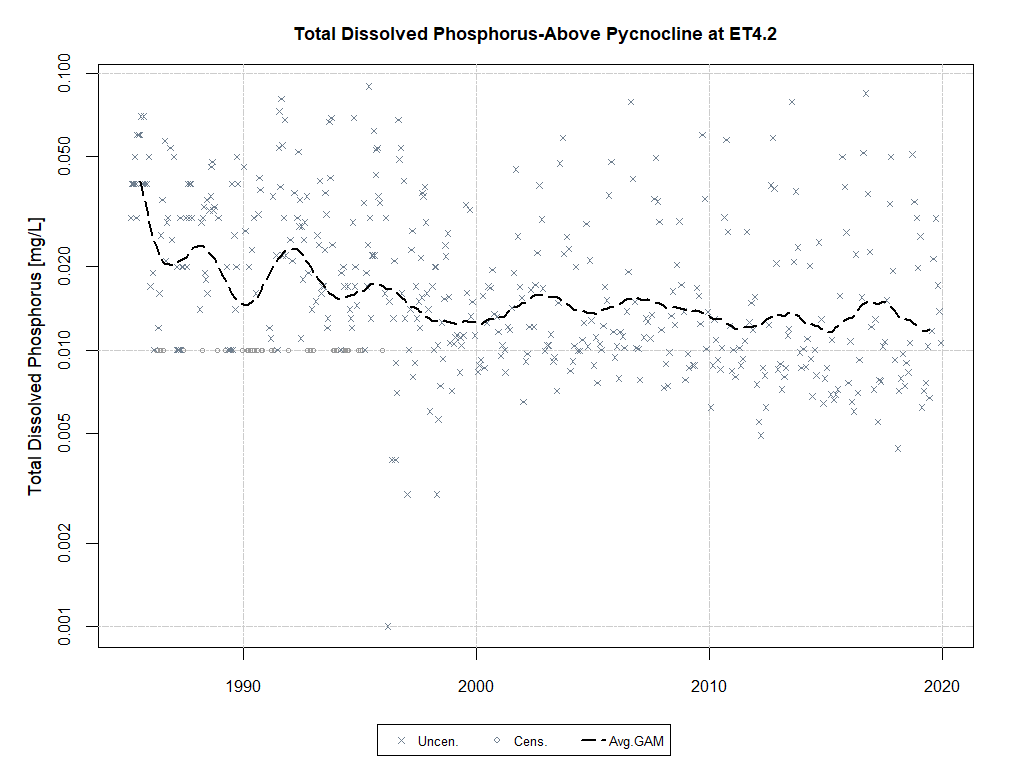 Total Dissolved Phosphorus-Above Pycnocline at ET4.2
Total Dissolved Phosphorus [mg/L]
0.100
0.050
0.020
0.010
0.005
0.002
0.001
1990 2000 2010 2020
Uncen. Cens. Avg.GAM